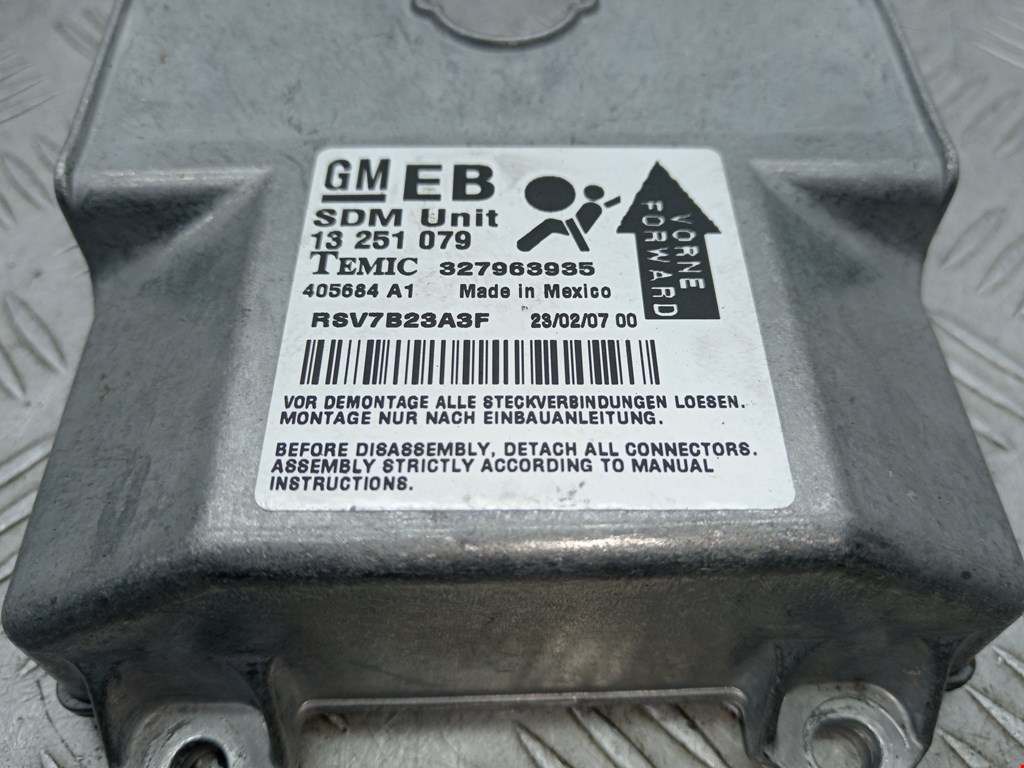 GM EB
SDM Unit
13 251 079
TEMIC 327963935
405684 A1 Made in Mexico
RSV7B23A3F 23/02/07 00
VORNE
FORWARD
VOR DEMONTAGE ALLE STECKVERBINDUNGEN LOESEN.
MONTAGE NUR NACH EINBAUANLEITUNG.
BEFORE DISASSEMBLY, DETACH ALL CONNECTORS.
ASSEMBLY STRICTLY ACCORDING TO MANUAL
INSTRUCTIONS.